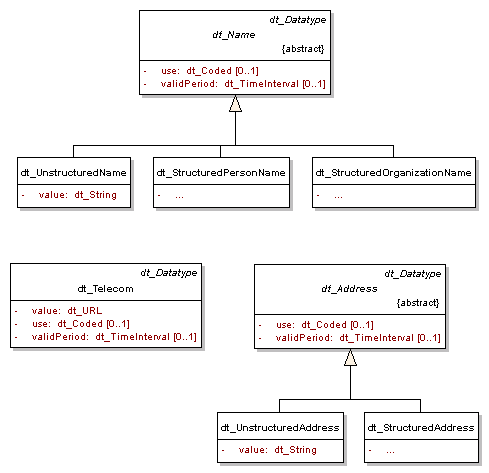 dt_Datatype
dt_Name
{abstract}
- use: dt_Coded [0..1]
- validPeriod: dt_TimeInterval [0..1]
dt_UnstructuredName
- value: dt_String
dt_StructuredPersonName
- ...
dt_StructuredOrganizationName
- ...
dt_Datatype
dt_Telecom
- value: dt_URL
- use: dt_Coded [0..1]
- validPeriod: dt_TimeInterval [0..1]
dt_Datatype
dt_Address
{abstract}
- use: dt_Coded [0..1]
- validPeriod: dt_TimeInterval [0..1]
dt_UnstructuredAddress
- value: dt_String
dt_StructuredAddress
- ...